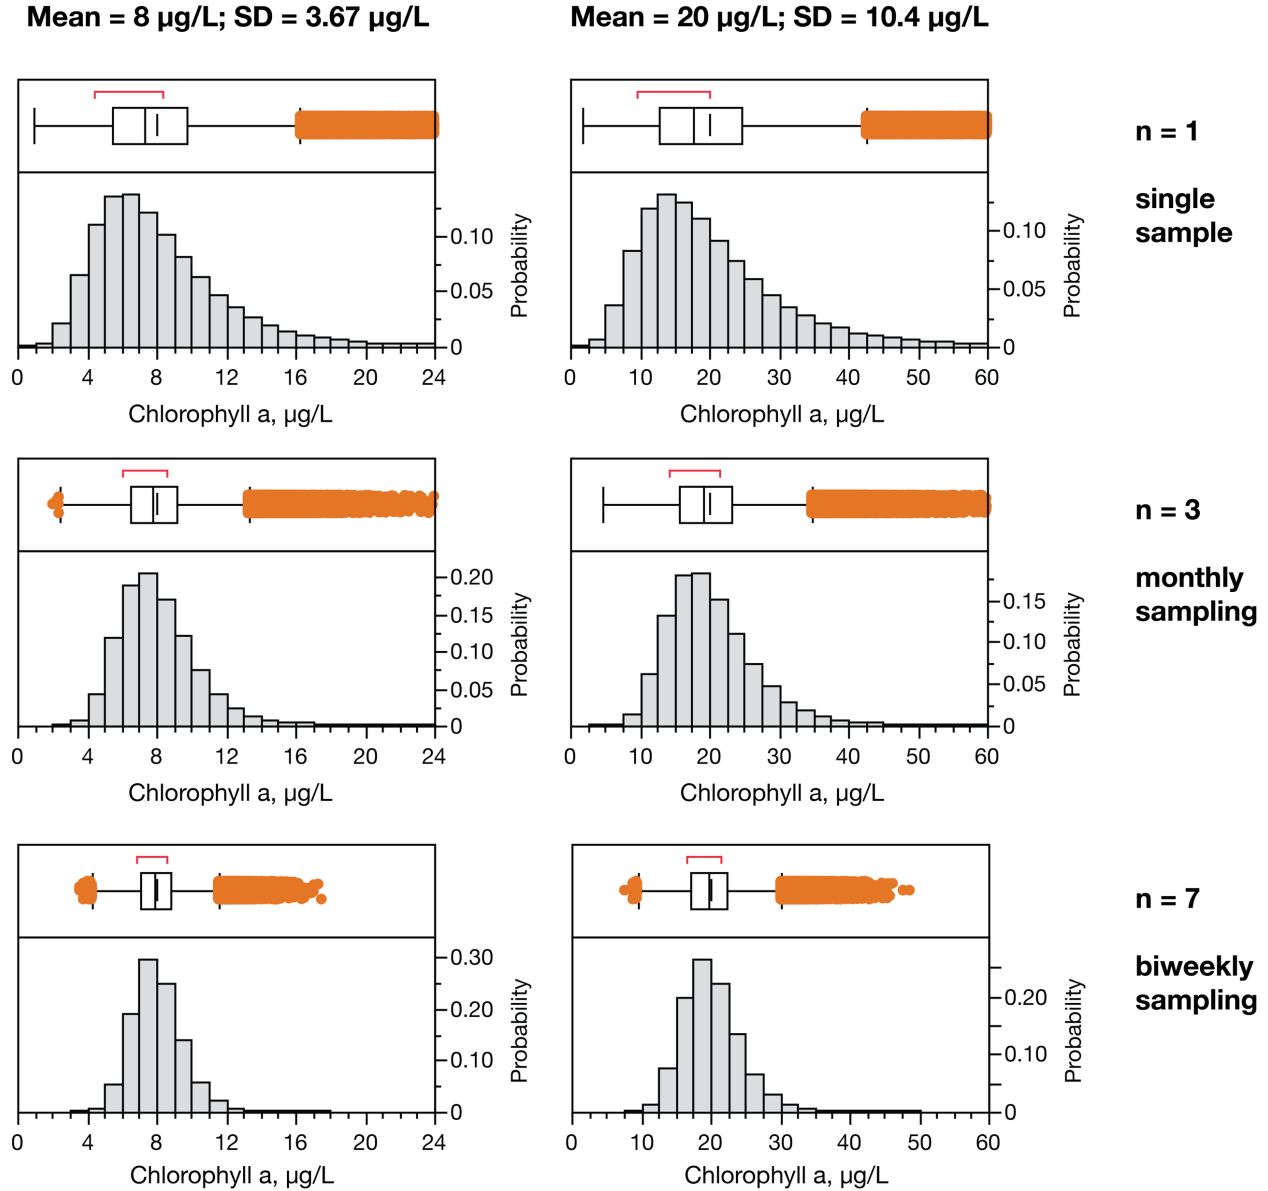 Mean = 8 µg/L; SD = 3.67 µg/L
Mean = 20 µg/L; SD = 10.4 µg/L
0.10
0.05
0
Probability
0 4 8 12 16 20 24
Chlorophyll a, µg/L
0.10
0.05
0
Probability
0 10 20 30 40 50 60
Chlorophyll a, µg/L
n = 1
single
sample
0.20
0.15
0.10
0.05
0
Probability
0 4 8 12 16 20 24
Chlorophyll a, µg/L
0.15
0.10
0.05
0
Probability
0 10 20 30 40 50 60
Chlorophyll a, µg/L
n = 3
monthly
sampling
0.30
0.20
0.10
0
Probability
0 4 8 12 16 20 24
Chlorophyll a, µg/L
0.20
0.10
0
Probability
0 10 20 30 40 50 60
Chlorophyll a, µg/L
n = 7
biweekly
sampling